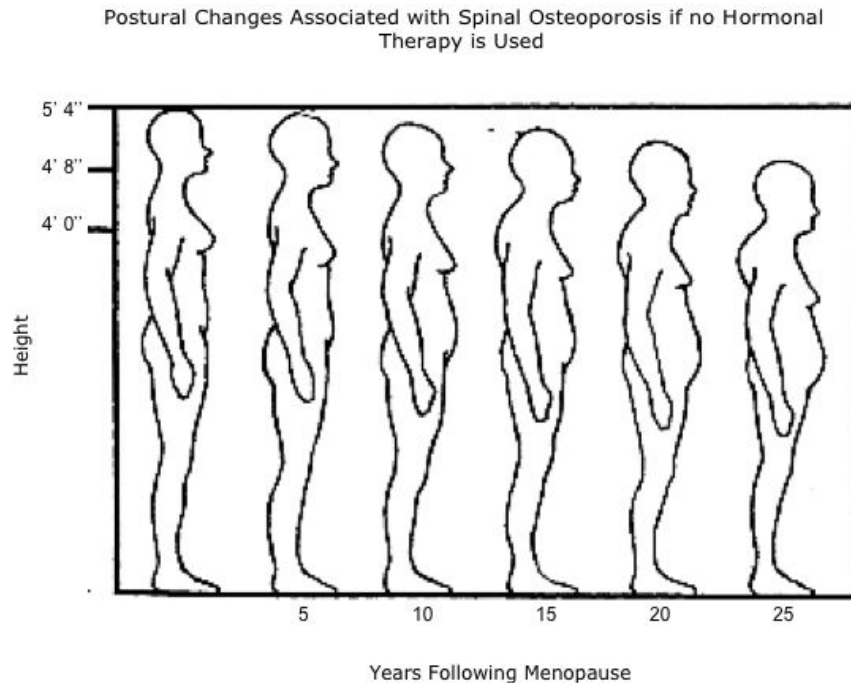 Postural Changes Associated with Spinal Osteoporosis if no Hormonal
Therapy is Used
5' 4"
4' 8"
4' 0"
Height
5 10 15 20 25
Years Following Menopause